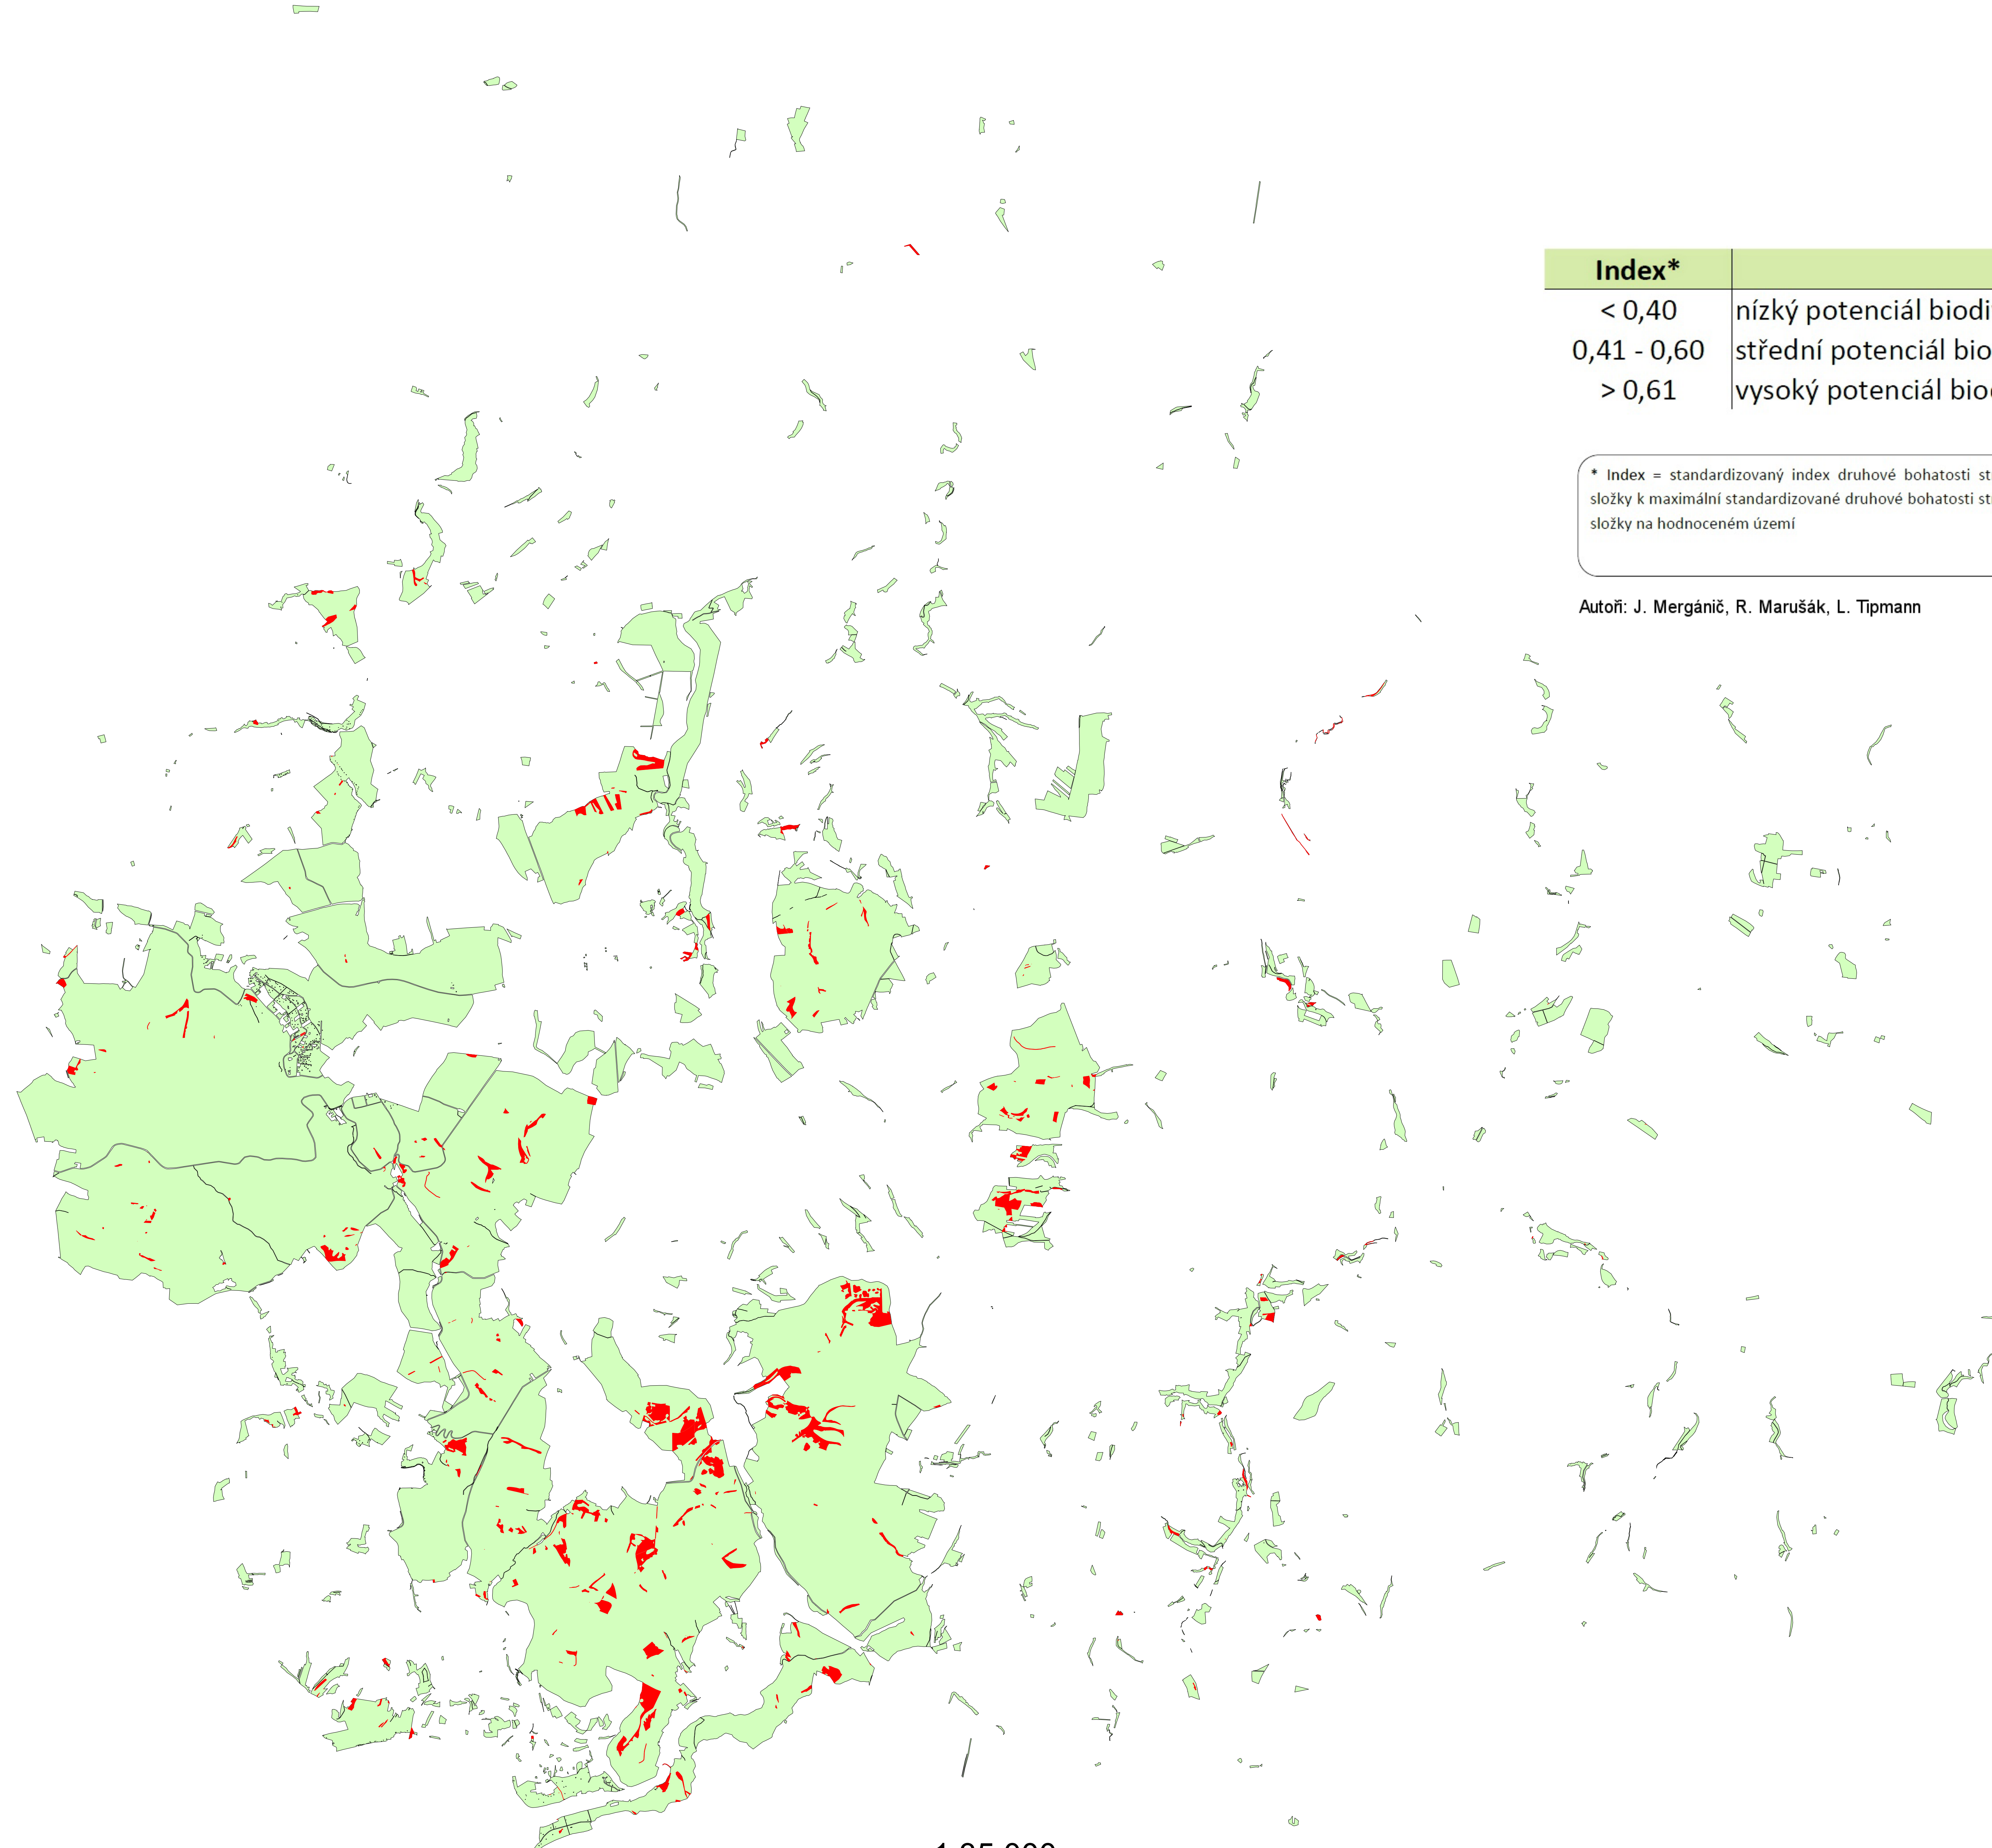 Index*
< 0,40 nízký potenciál
0,41 - 0,60 střední potenciál
> 0,61 vysoký potenciál
* Index = standardizovaný index druhové bohatosti
složky k maximální standardizované druhové bohatosti
složky na hodnoceném území
Autoři: J. Mergánič, R. Marušák, L. Tipmann